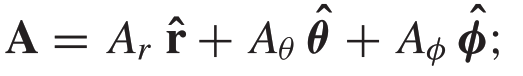 𝐀 = A_r 𝐫̂ + A_θ 𝛉̂ + A_ϕ 𝛟̂;